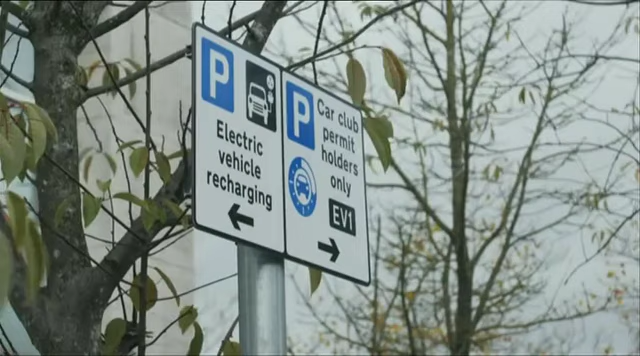 P
Electric
vehicle
recharging
P
Car club
permit
holders
only
EV1